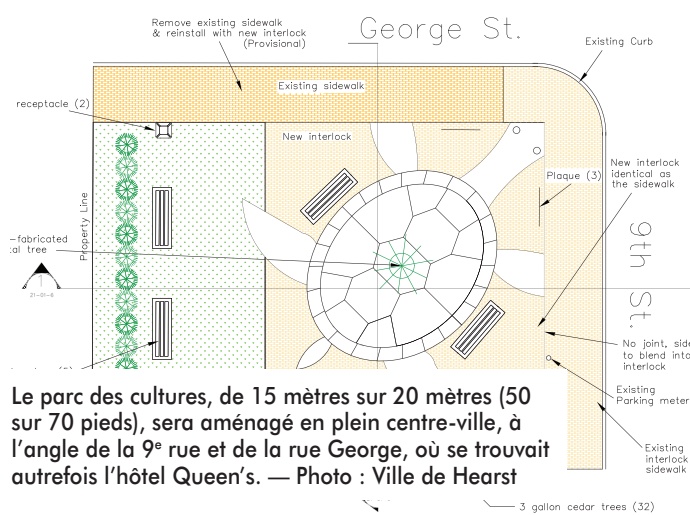 Remove existing sidewalk
& reinstall with new interlock
(Provisional)
George St.
Existing Curb
Existing sidewalk
receptacle (2)
New interlock
New interlock
identical as
the sidewalk
Plaque (3)
Property Line
-fabricated
tree
9th St.
No joint,
to blend into
interlock
Existing
Parking meter
Existing
interlock
sidewalk
Le parc des cultures, de 15 mètres sur 20 mètres (50
sur 70 pieds), sera aménagé en plein centre-ville, à
l'angle de la 9e rue et de la rue George, où se trouvait
autrefois l'hôtel Queen's. — Photo : Ville de Hearst
3 gallon cedar trees (32)